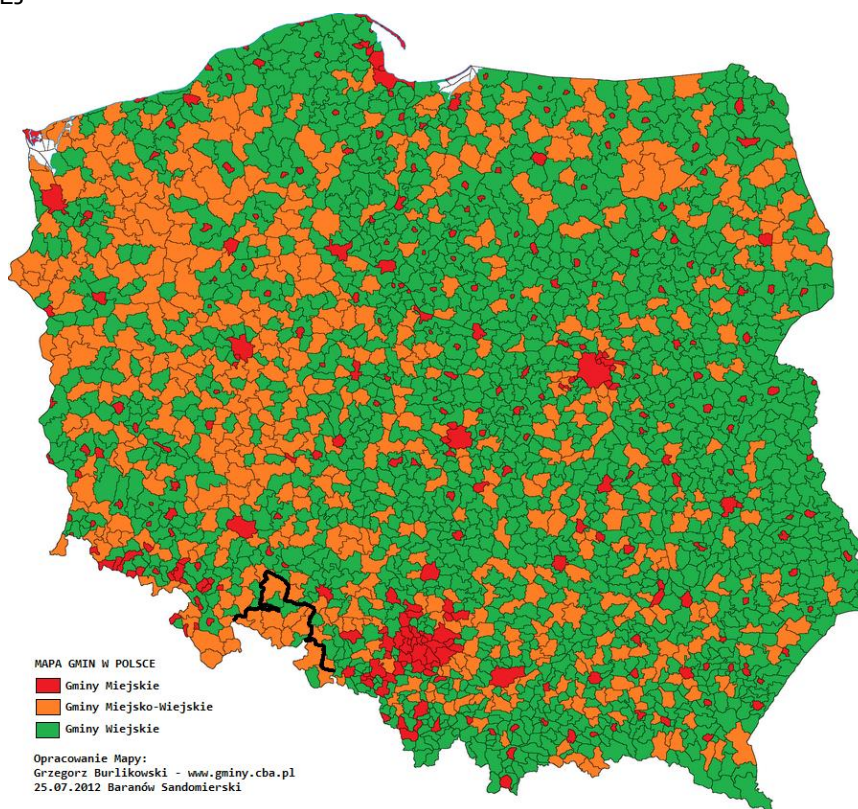 MAPA GMIN W POLSCE
Gminy Miejskie
Gminy Miejsko-Wiejskie
Gminy Wiejskie
Opracowanie Mapy:
Grzegorz Burlikowski - www.gminy.cba.pl
25.07.2012 Baranów Sandomierski